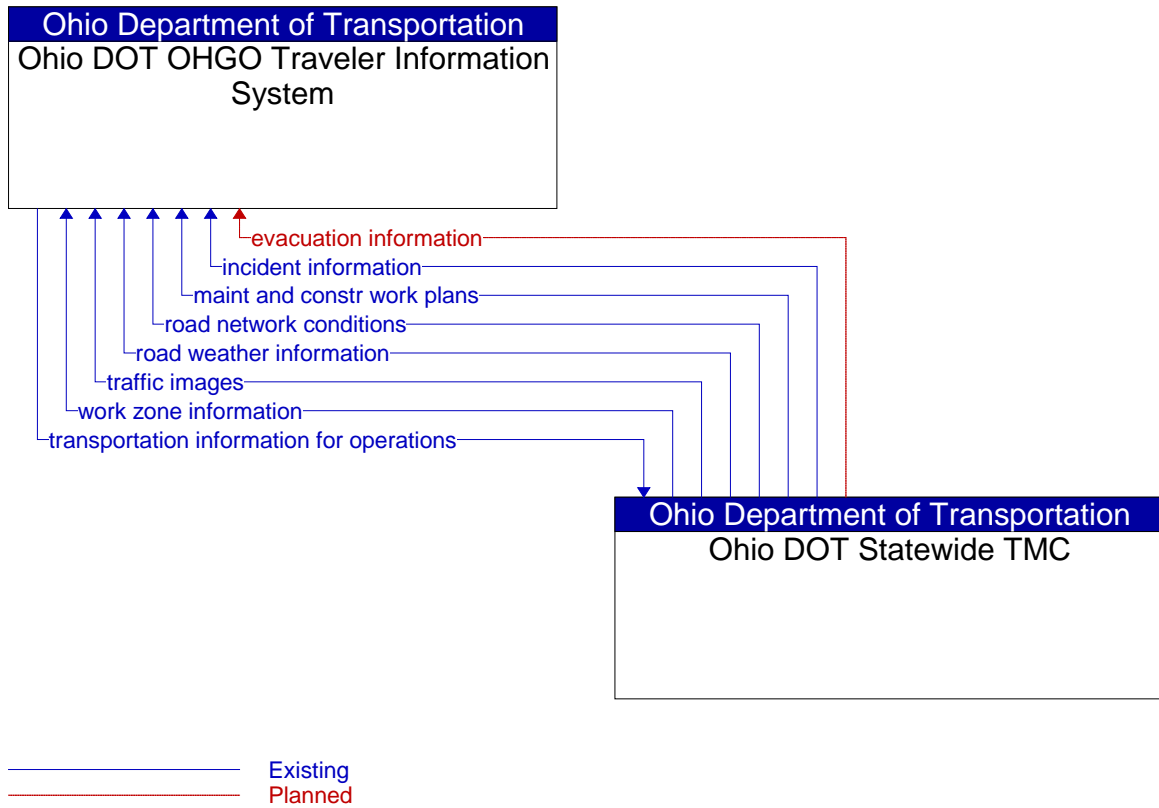 Ohio Department of Transportation
Ohio DOT OHGO Traveler Information
System
evacuation information
incident information
maint and constr work plans
road network conditions
road weather information
traffic images
work zone information
transportation information for operations
Ohio Department of Transportation
Ohio DOT Statewide TMC
Existing
Planned